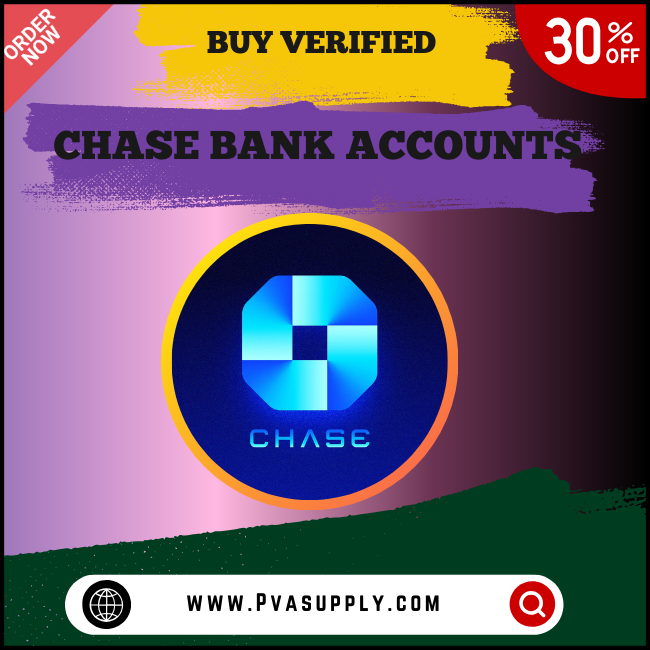 ORDER
NOW
BUY VERIFIED
30%
OFF
CHASE BANK ACCOUNTS
CHASE
WWW.PVASUPPLY.COM